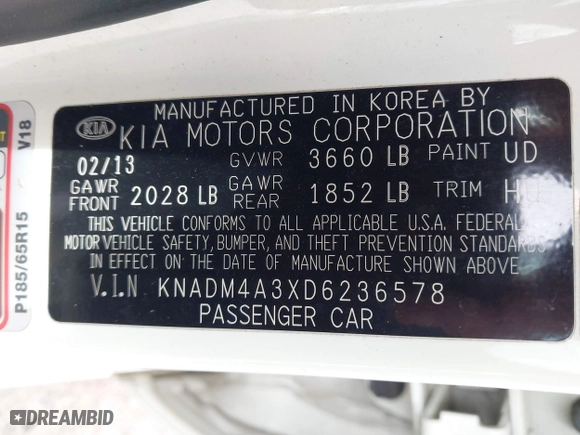 MANUFACTURED IN KOREA BY
KIA KIA MOTORS CORPORATION
02/13 GVWR 3660 LB PAINT UD
GAWR FRONT 2028 LB GAWR REAR 1852 LB TRIM
THIS VEHICLE CONFORMS TO ALL APPLICABLE U.S.A. FEDERAL
MOTOR VEHICLE SAFETY, BUMPER, AND THEFT PREVENTION STANDARDS
IN EFFECT ON THE DATE OF MANUFACTURE SHOWN ABOVE
V.I.N KNADM4A3XD6236578
PASSENGER CAR
P185/65R15 V18
DREAMBID